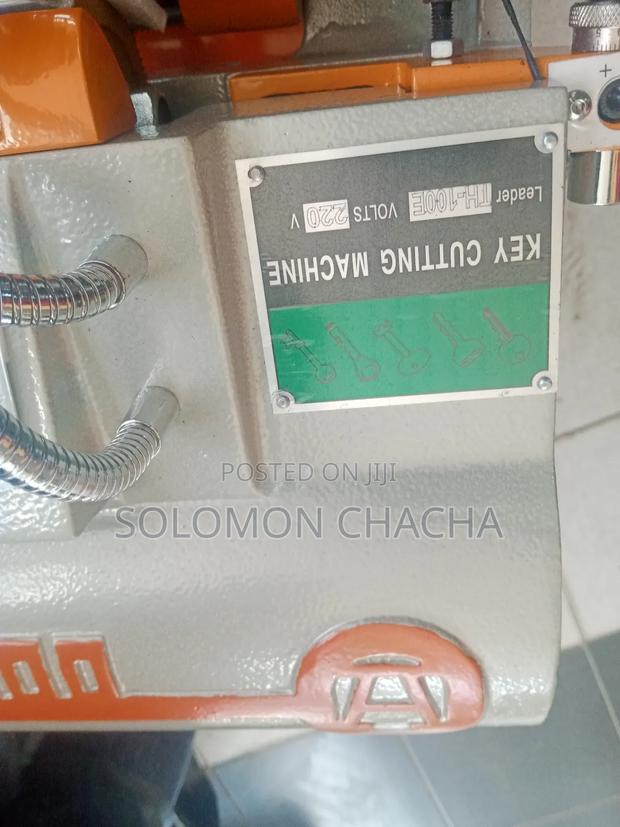 KEY CUTTING MACHINE
Leader TH-100E VOLTS 220 V
POSTED ON JIJI
SOLOMON CHACHA